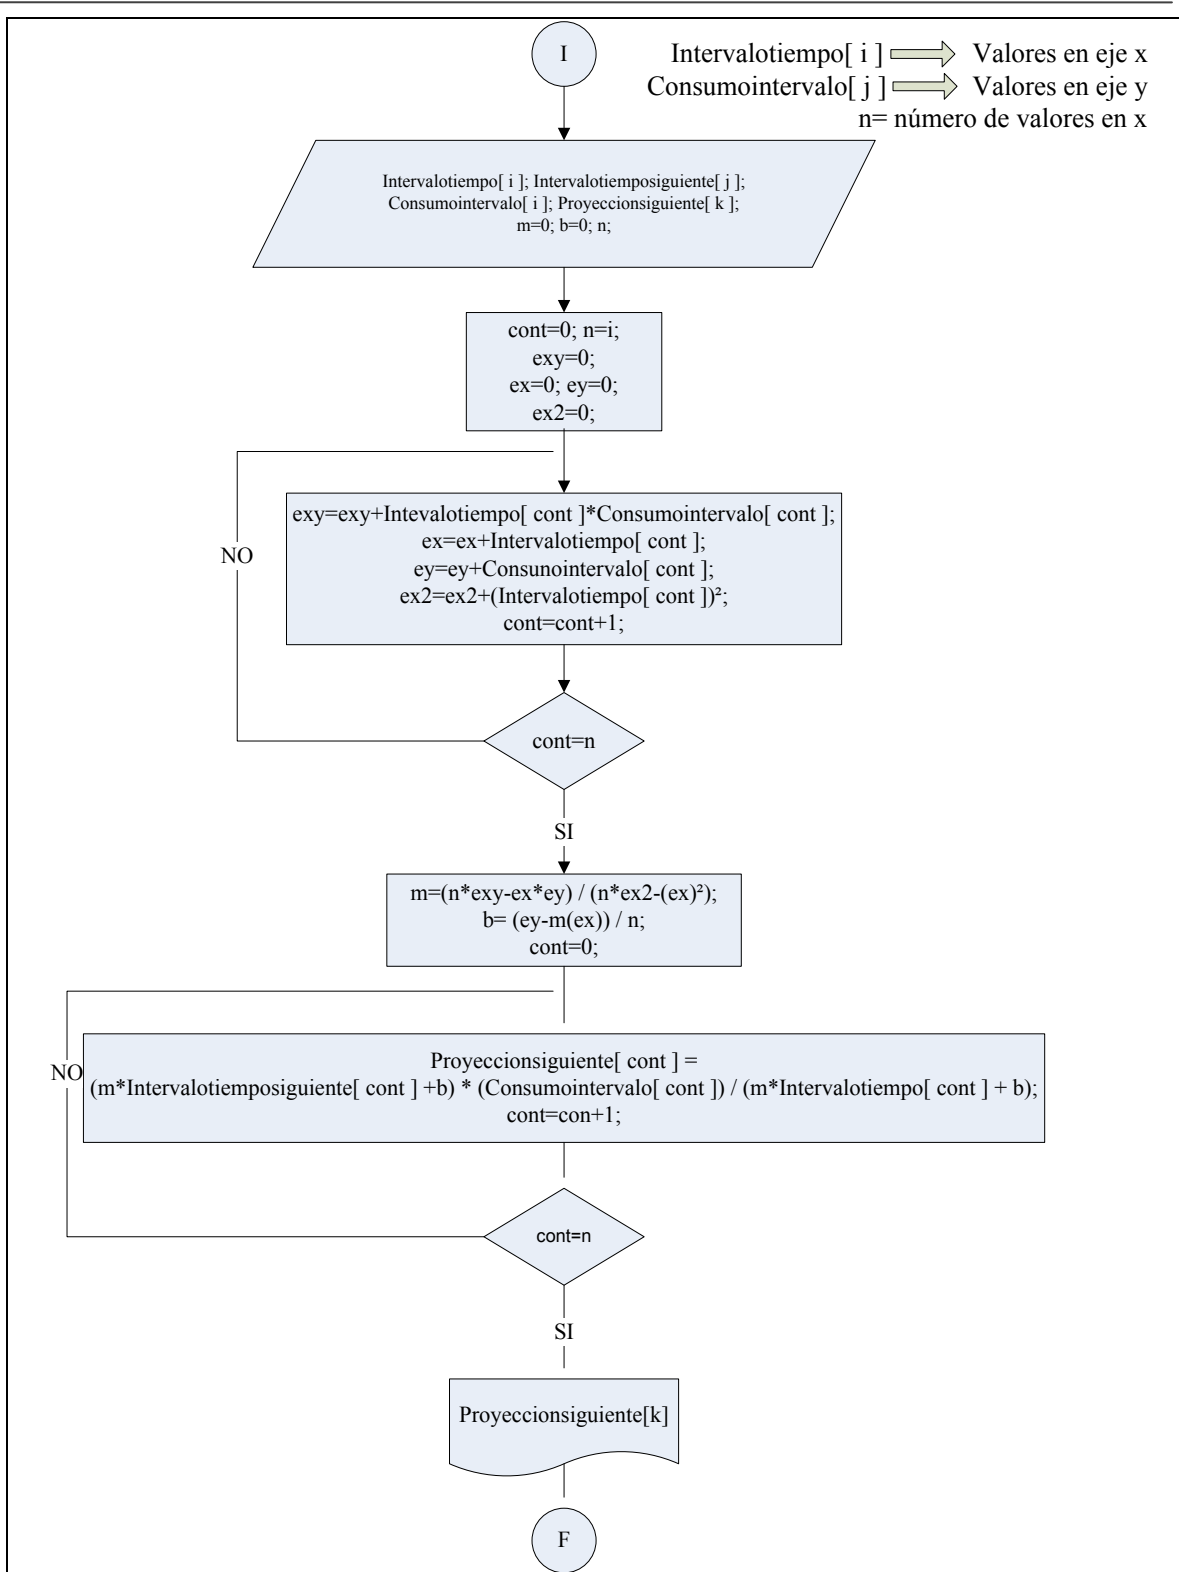 I
Intervalotiempo[ i ] Valores en eje x
Consumointervalo[ j ] Valores en eje y
n= número de valores en x
Intervalotiempo[ i ]; Intervalotiemposiguiente[ j ];
Consumointervalo[ i ]; Proyeccionsiguiente[ k ];
m=0; b=0; n;
cont=0; n=i;
exy=0;
ex=0; ey=0;
ex2=0;
exy=exy+Intevalotiempo[ cont ]*Consumointervalo[ cont ];
ex=ex+Intervalotiempo[ cont ];
ey=ey+Consunointervalo[ cont ];
ex2=ex2+(Intervalotiempo[ cont ])²;
cont=cont+1;
NO
cont=n
SI
m=(n*exy-ex*ey) / (n*ex2-(ex)²);
b= (ey-m(ex)) / n;
cont=0;
Proyeccionsiguiente[ cont ] =
(m*Intervalotiemposiguiente[ cont ] +b) * (Consumointervalo[ cont ]) / (m*Intervalotiempo[ cont ] + b);
cont=con+1;
NO
cont=n
SI
Proyeccionsiguiente[k]
F